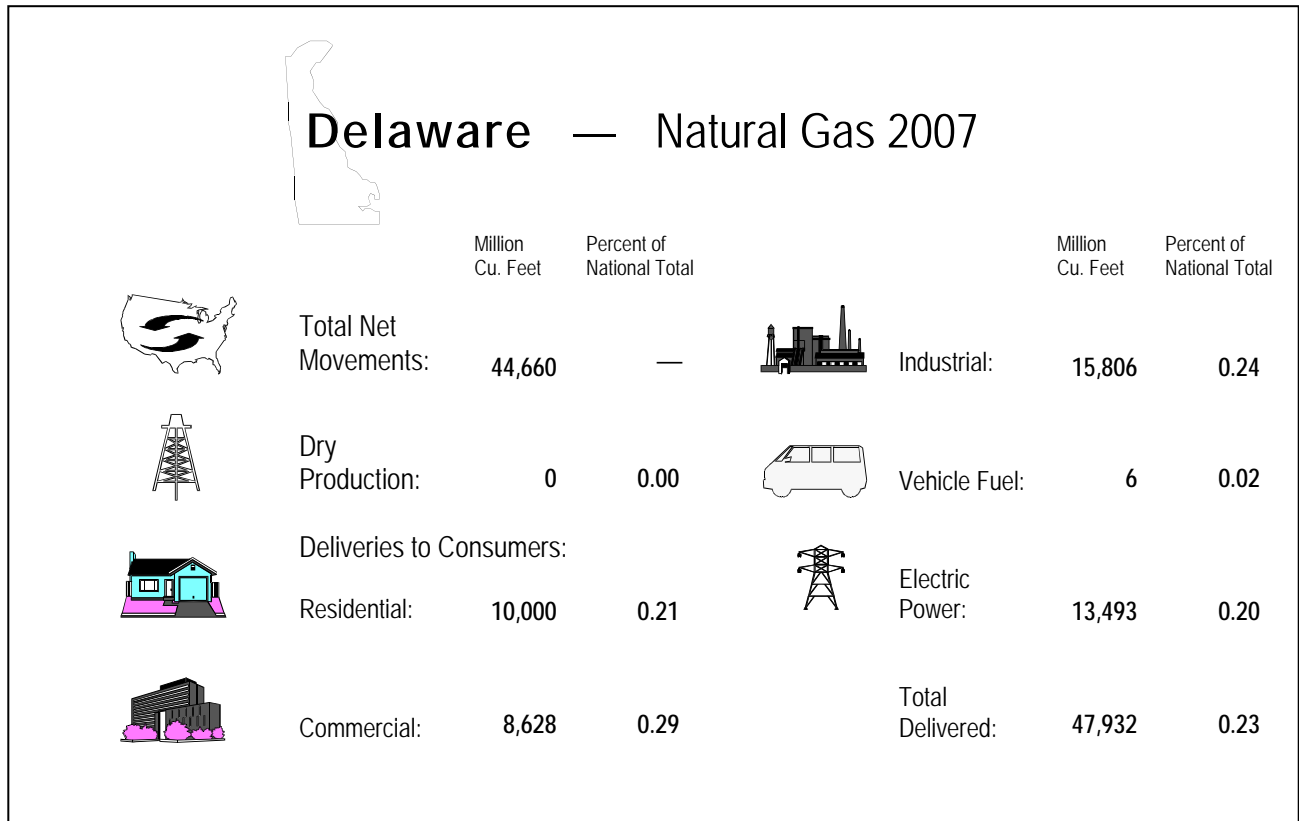 Delaware — Natural Gas 2007
Million
Cu. Feet
Percent of
National Total
Total Net
Movements: 44,660 —
Dry
Production: 0 0.00
Deliveries to Consumers:
Residential: 10,000 0.21
Commercial: 8,628 0.29
Million
Cu. Feet
Percent of
National Total
Industrial: 15,806 0.24
Vehicle Fuel: 6 0.02
Electric
Power: 13,493 0.20
Total
Delivered: 47,932 0.23